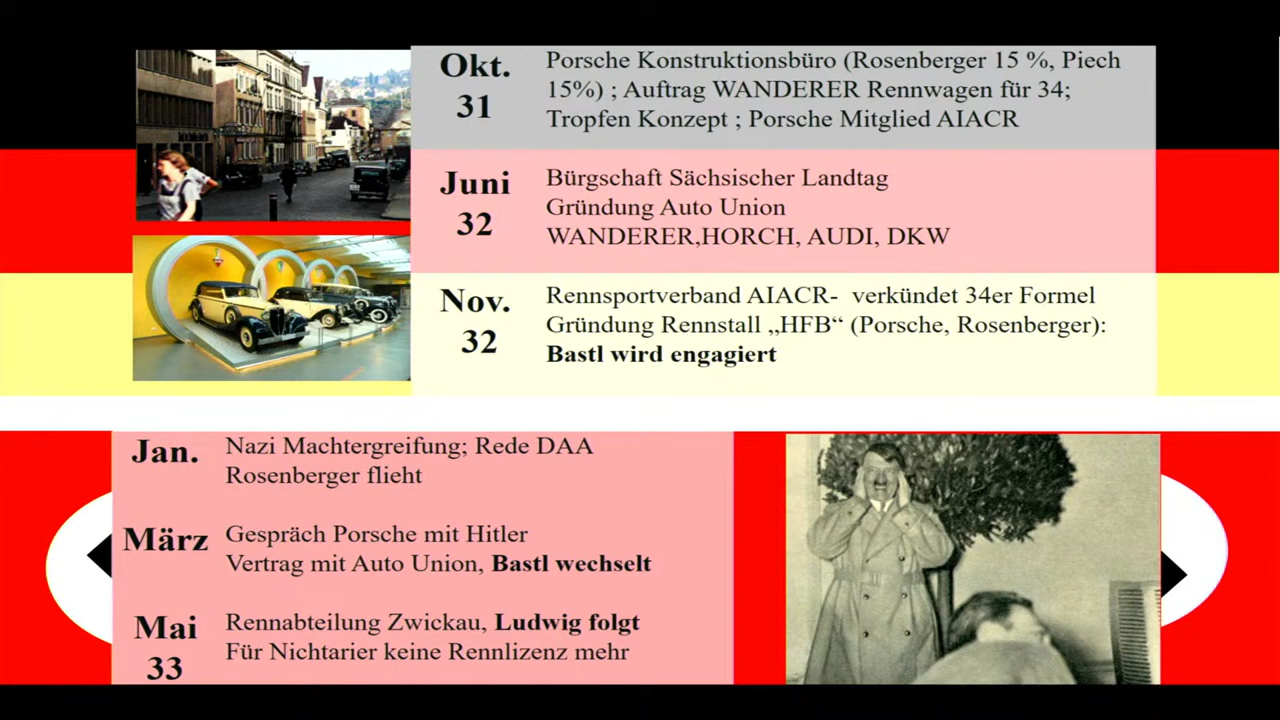 Okt. 31
Porsche Konstruktionsbüro (Rosenberger 15 %, Piech
15%) ; Auftrag WANDERER Rennwagen für 34;
Tropfen Konzept ; Porsche Mitglied AIACR
Juni 32
Bürgschaft Sächsischer Landtag
Gründung Auto Union
WANDERER,HORCH, AUDI, DKW
Nov. 32
Rennsportverband AIACR-  verkündet 34er Formel
Gründung Rennstall „HFB“ (Porsche, Rosenberger):
Bastl wird engagiert
Jan.
Nazi Machtergreifung; Rede DAA
Rosenberger flieht
März
Gespräch Porsche mit Hitler
Vertrag mit Auto Union, Bastl wechselt
Mai 33
Rennabteilung Zwickau, Ludwig folgt
Für Nichtarier keine Rennlizenz mehr